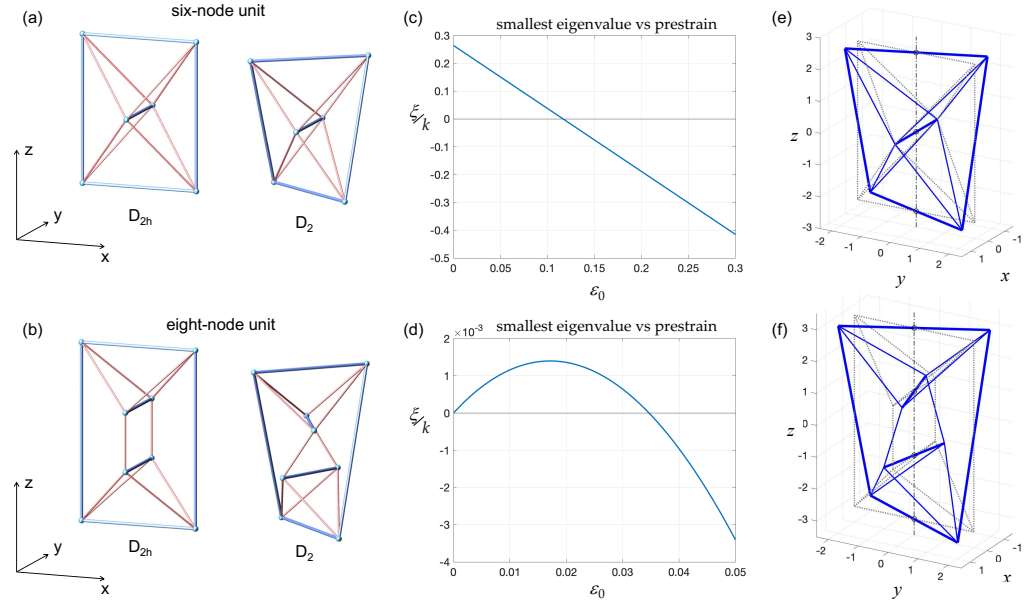 (a)
six-node unit
z
y
x
D2h
D2
(b)
eight-node unit
z
y
x
D2h
D2
(c)
smallest eigenvalue vs prestrain
0.3
0.2
0.1
0
-0.1
-0.2
-0.3
-0.4
-0.5
ξ/k
0 0.05 0.1 0.15 0.2 0.25 0.3
ε0
(d)
smallest eigenvalue vs prestrain
×10-3
2
1
0
-1
-2
-3
-4
ξ/k
0 0.01 0.02 0.03 0.04 0.05
ε0
(e)
3
2
1
0
-1
-2
-3
z
-2 -1 0 1 2
y
1 0 -1
x
(f)
3
2
1
0
-1
-2
-3
z
-2 -1 0 1 2
y
1 0 -1
x